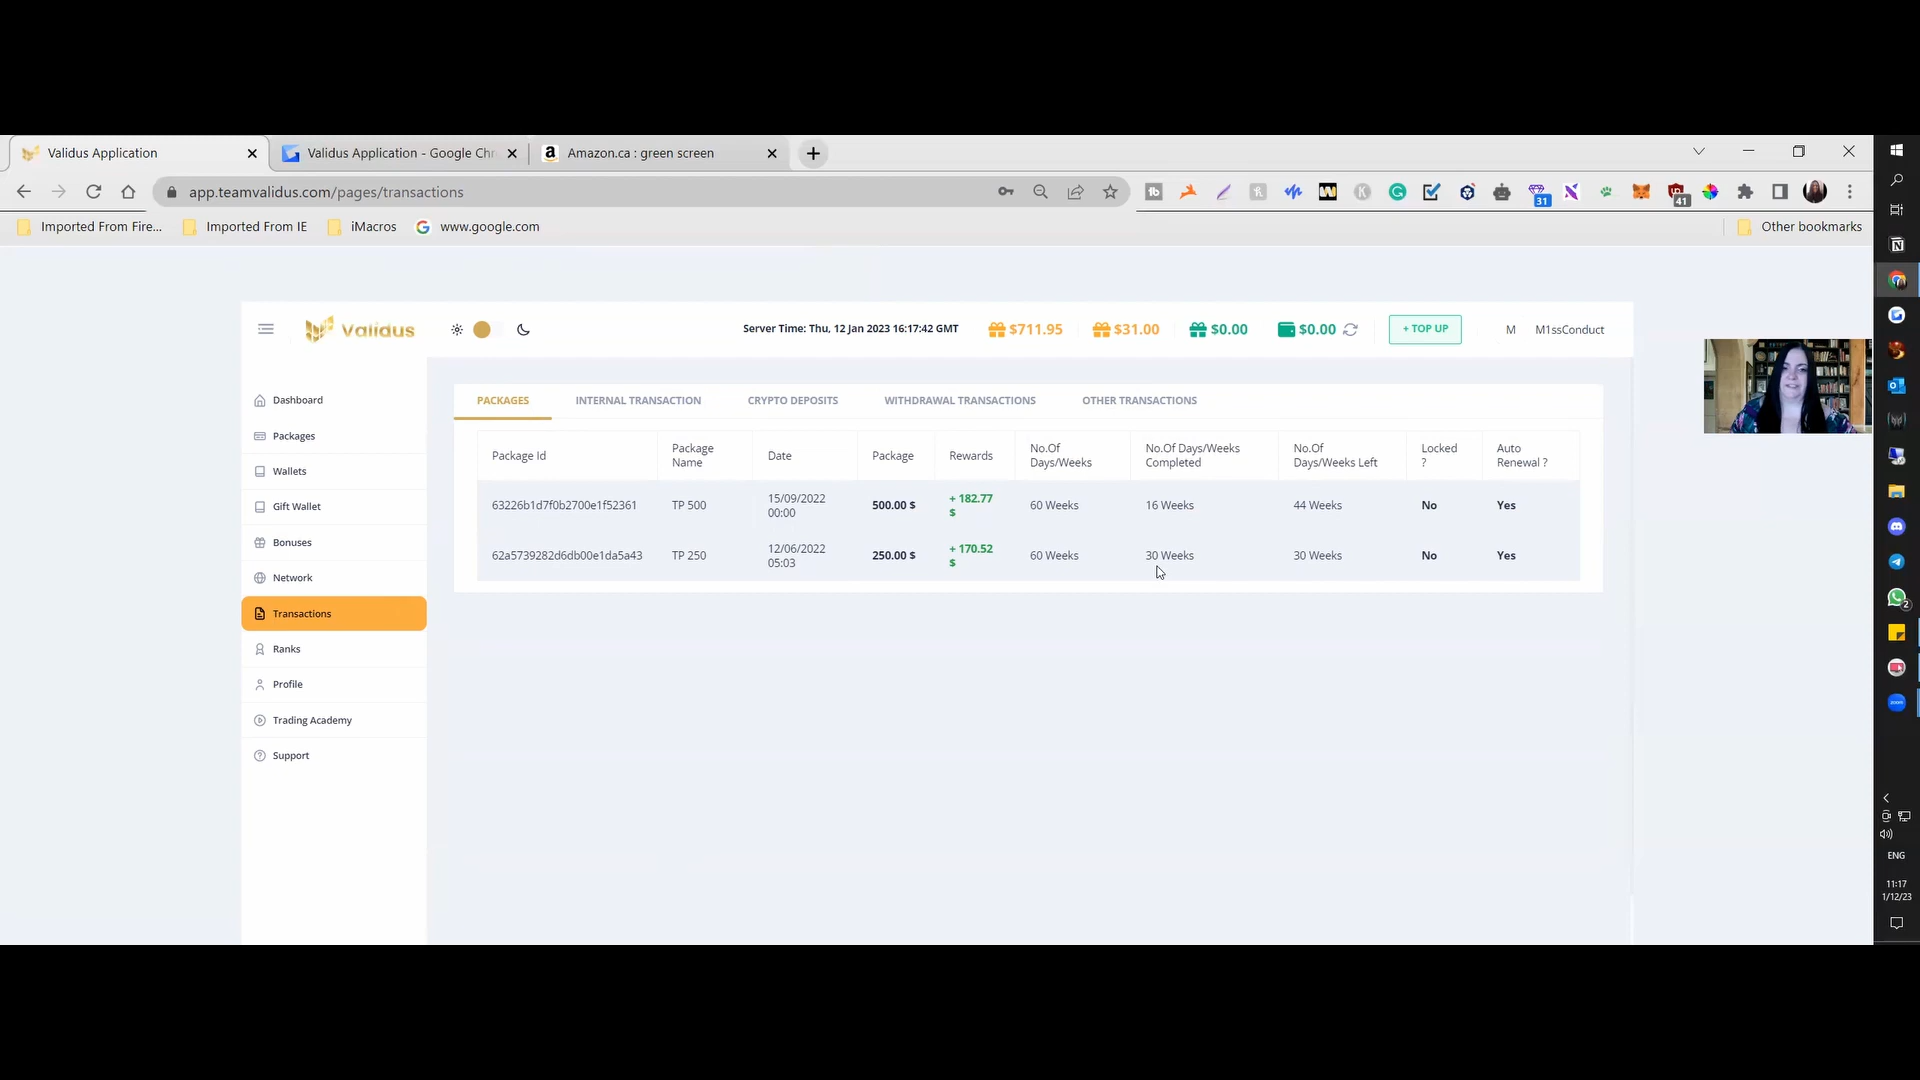 Validus Application
Validus Application - Google Chr
Amazon.ca : green screen
app.teamvalidus.com/pages/transactions
31
41
Imported From Fire...
Imported From IE
iMacros
www.google.com
Other bookmarks
Validus
Server Time: Thu, 12 Jan 2023 16:17:42 GMT
$711.95
$31.00
$0.00
$0.00
+ TOP UP
M
M1ssConduct
Dashboard
Packages
Wallets
Gift Wallet
Bonuses
Network
Transactions
Ranks
Profile
Trading Academy
Support
PACKAGES
INTERNAL TRANSACTION
CRYPTO DEPOSITS
WITHDRAWAL TRANSACTIONS
OTHER TRANSACTIONS
Package Id
Package
Name
Date
Package
Rewards
No.Of
Days/Weeks
No.Of Days/Weeks
Completed
No.Of
Days/Weeks Left
Locked
?
Auto
Renewal ?
63226b1d7f0b2700e1f52361
TP 500
15/09/2022
00:00
500.00 $
+ 182.77
$
60 Weeks
16 Weeks
44 Weeks
No
Yes
62a5739282d6db00e1da5a43
TP 250
12/06/2022
05:03
250.00 $
+ 170.52
$
60 Weeks
30 Weeks
30 Weeks
No
Yes
2
zoom
ENG
11:17
1/12/23